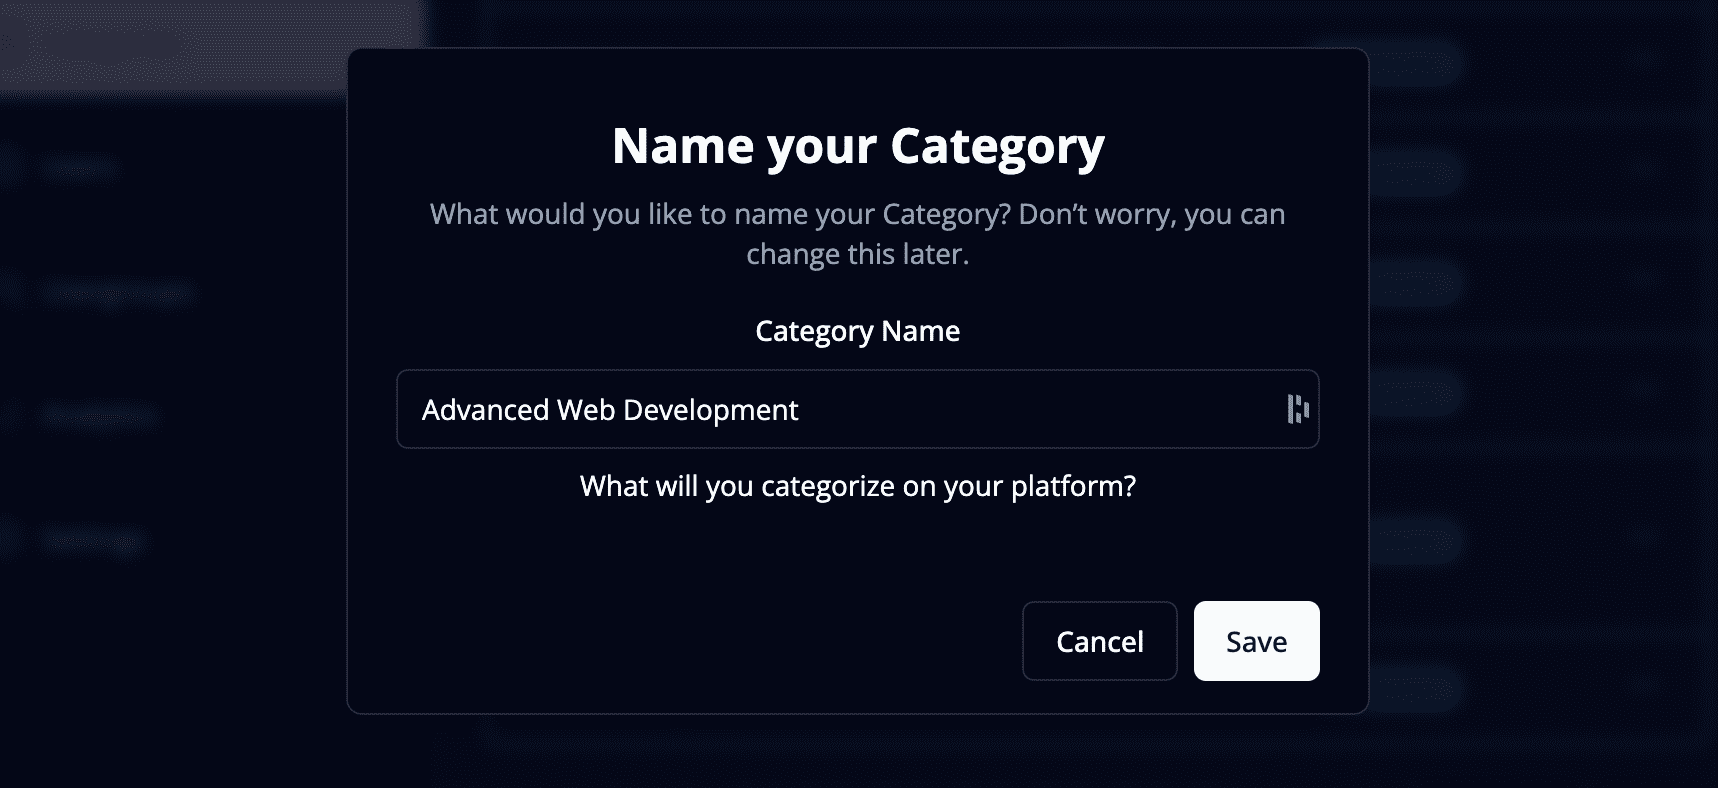 Name your Category
What would you like to name your Category? Don’t worry, you can
change this later.
Category Name
Advanced Web Development
What will you categorize on your platform?
Cancel
Save